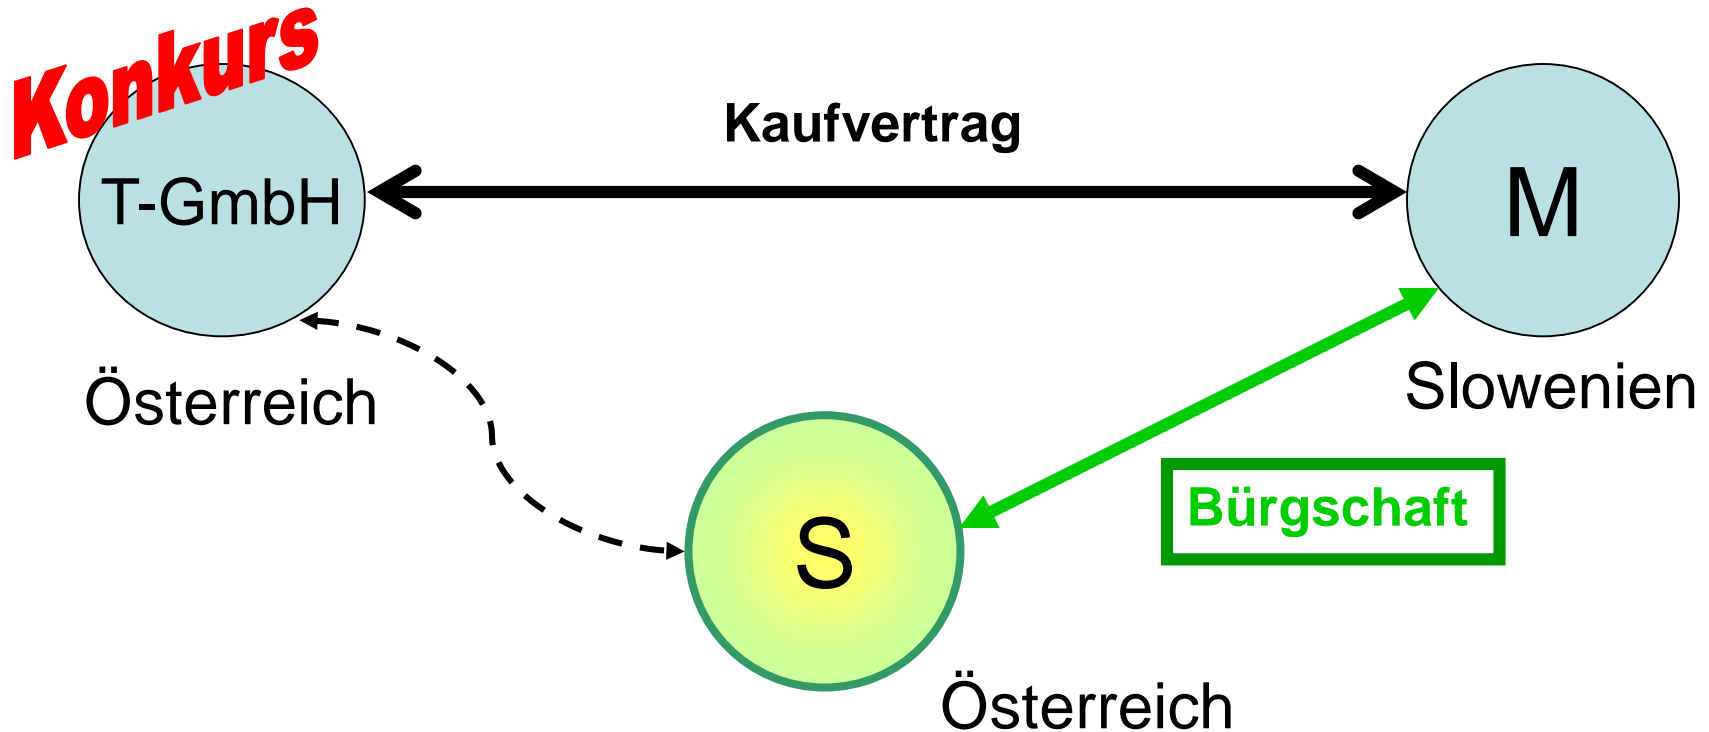 Konkurs
Kaufvertrag
T-GmbH
M
Österreich
Slowenien
Bürgschaft
S
Österreich